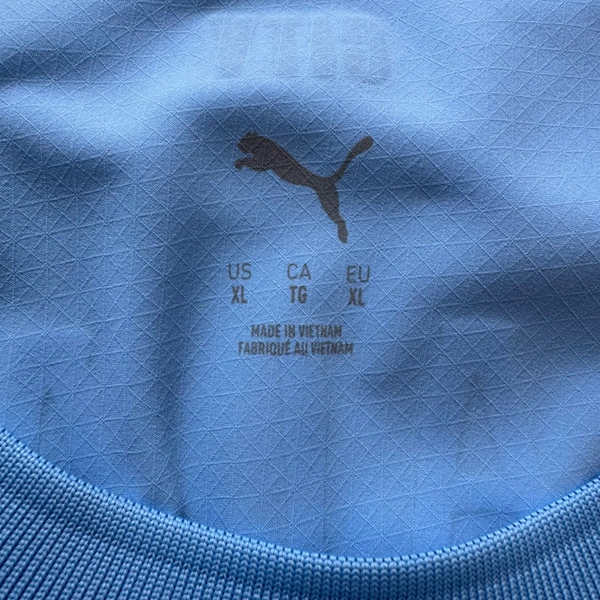 US CA EU
XL TG XL
MADE IN VIETNAM
FABRIQUÉ AU VIETNAM